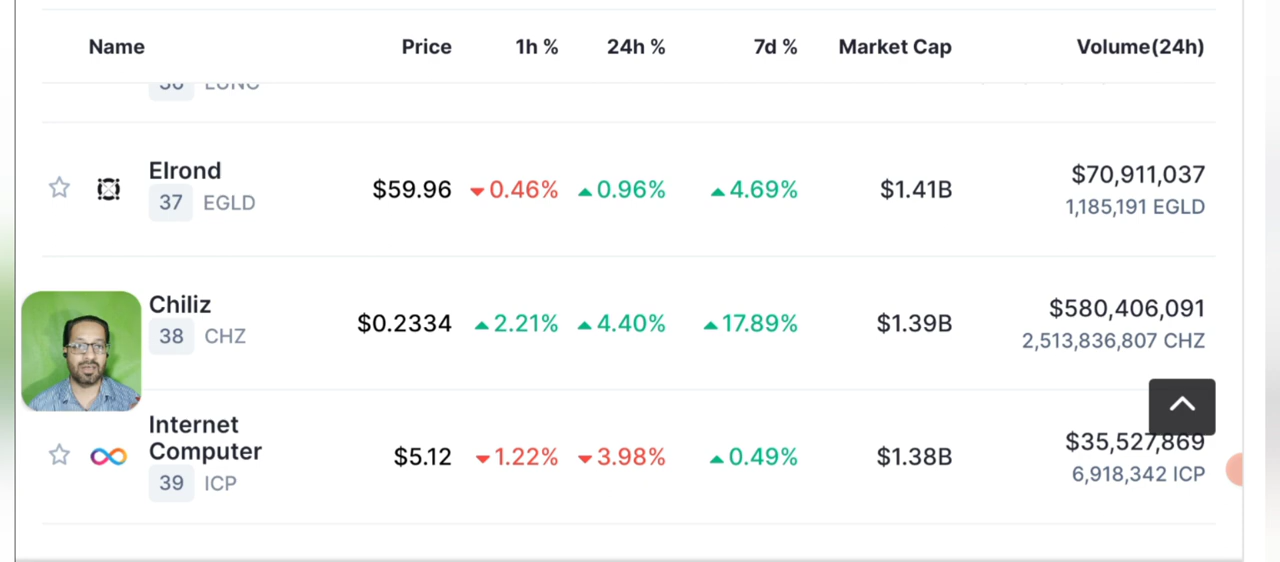 Name Price 1h % 24h % 7d % Market Cap Volume(24h)
Elrond
37 EGLD
$59.96 0.46% 0.96% 4.69% $1.41B
$70,911,037
1,185,191 EGLD
Chiliz
38 CHZ
$0.2334 2.21% 4.40% 17.89% $1.39B
$580,406,091
2,513,836,807 CHZ
Internet
Computer
39 ICP
$5.12 1.22% 3.98% 0.49% $1.38B
$35,527,869
6,918,342 ICP